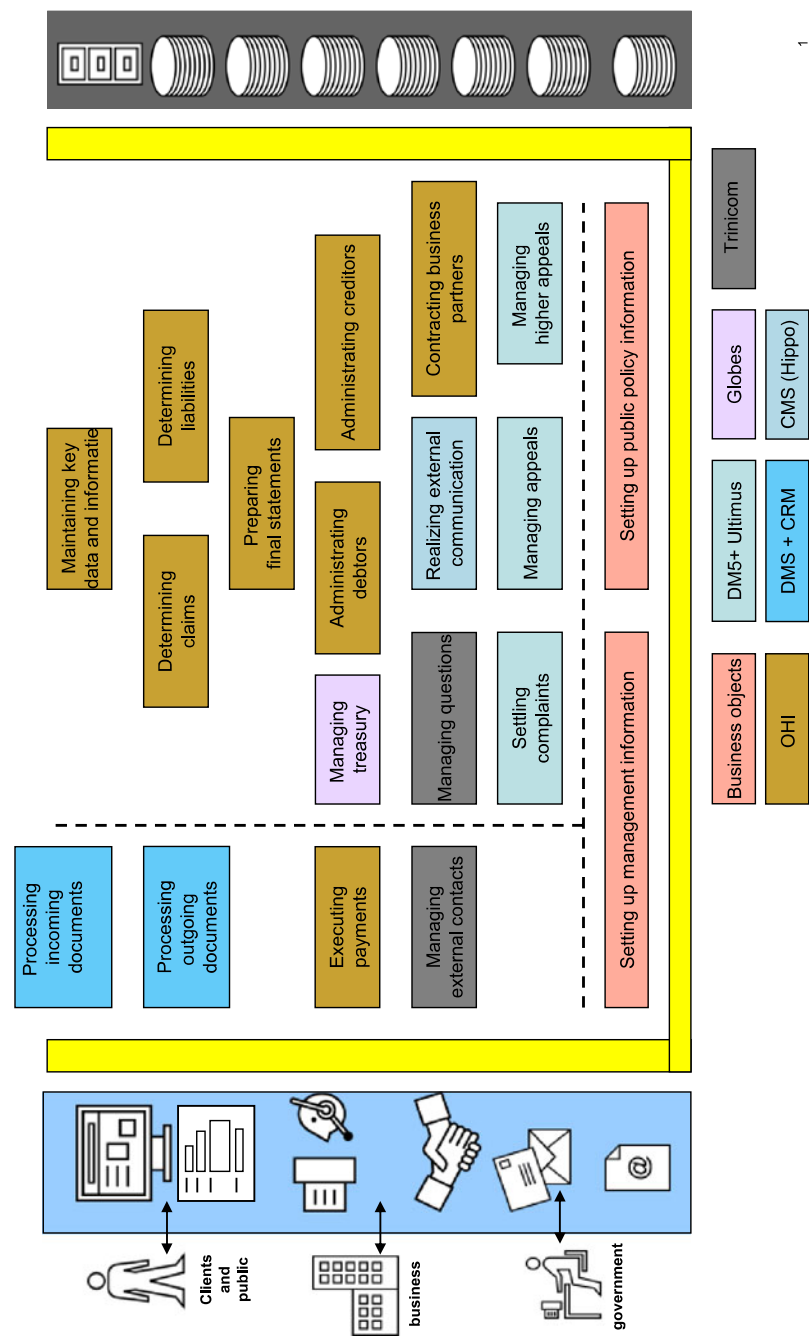 Clients
and
public
business
government
Processing
incoming
documents
Processing
outgoing
documents
Executing
payments
Managing
external contacts
Maintaining key
data and informatie
Determining
claims
Determining
liabilities
Preparing
final statements
Managing
treasury
Administrating
debtors
Administrating creditors
Managing questions
Realizing external
communication
Contracting business
partners
Settling
complaints
Managing appeals
Managing
higher appeals
Setting up management information
Setting up public policy information
Business objects
DM5+ Ultimus
Globes
Trinicom
OHI
DMS + CRM
CMS (Hippo)
@
1